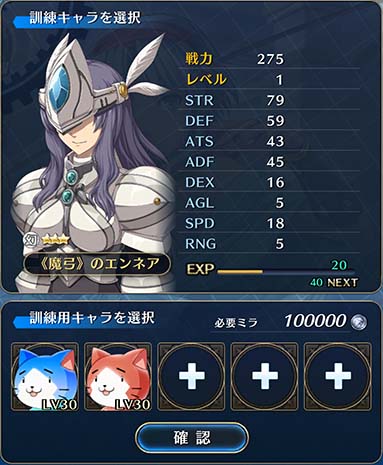 訓練キャラを選択
戦力 275
レベル 1
STR 79
DEF 59
ATS 43
ADF 45
DEX 16
AGL 5
SPD 18
RNG 5
幻
《魔弓》のエンネア
EXP 20
40 NEXT
訓練用キャラを選択
必要ミラ 100000
LV30 LV30
確認